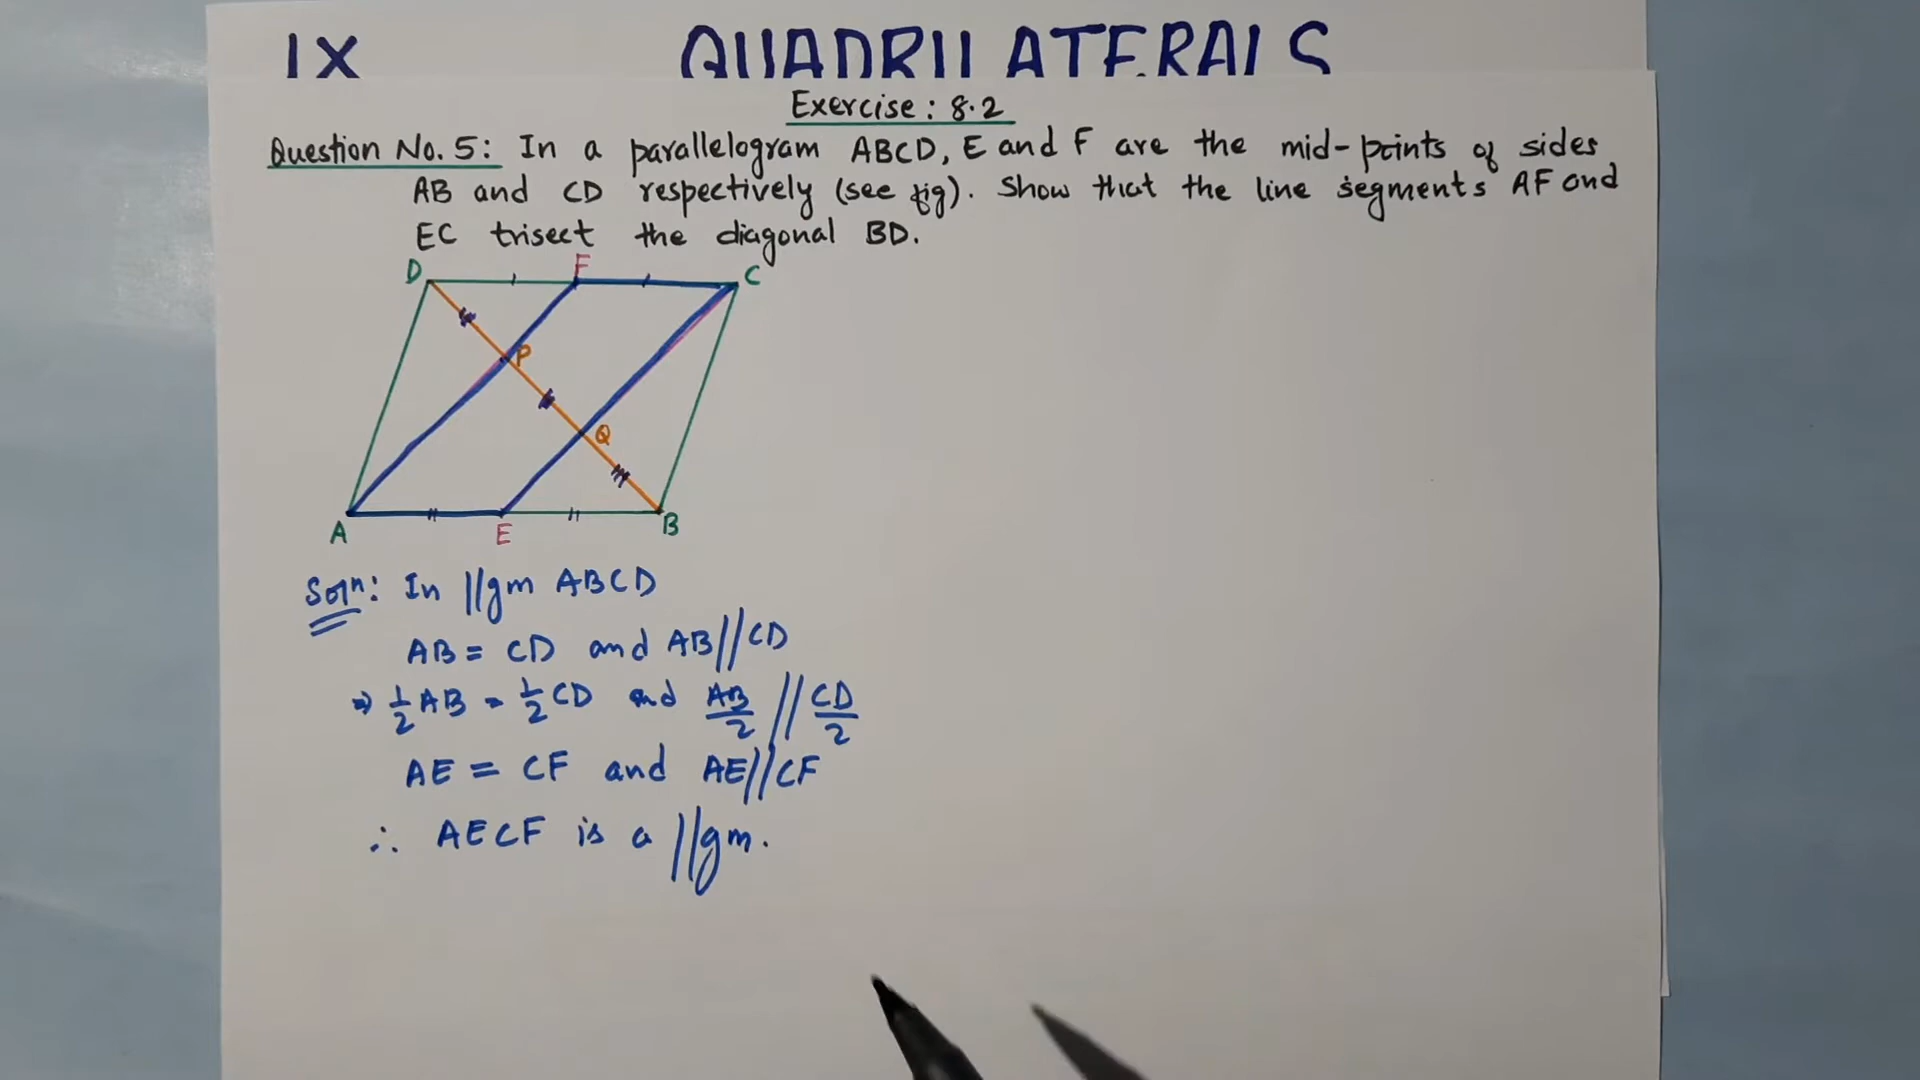 IX QUADRILATERALS
Exercise: 8.2
Question No. 5: In a parallelogram ABCD, E and F are the mid-points of sides
AB and CD respectively (see fig). Show that the line segments AF and
EC trisect the diagonal BD.
D F C
P
Q
A E B
Solⁿ: In ||gm ABCD
AB = CD and AB//CD
⇒ 1/2 AB = 1/2 CD and AB/2 // CD/2
AE = CF and AE//CF
∴ AECF is a ||gm.